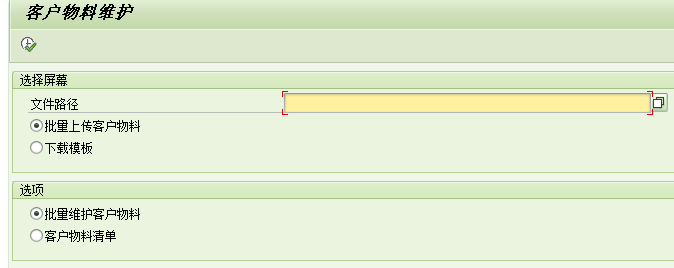 客户物料维护
选择屏幕
文件路径
批量上传客户物料
下载模板
选项
批量维护客户物料
客户物料清单